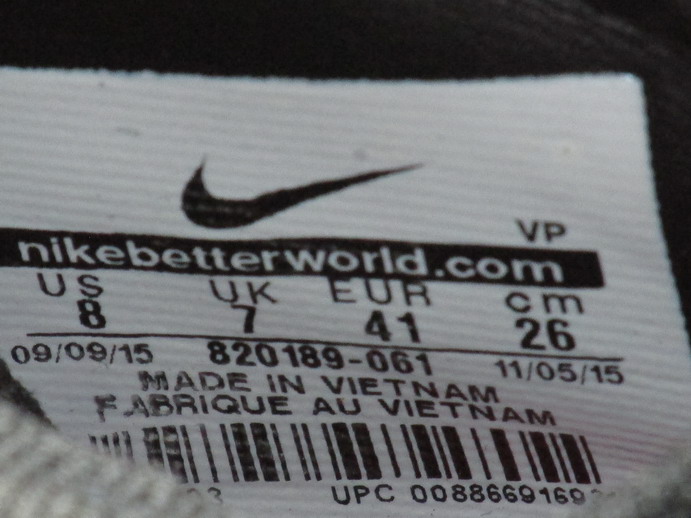 VP
nikebetterworld.com
US UK EUR cm
8 7 41 26
09/09/15 820189-061 11/05/15
MADE IN VIETNAM
FABRIQUE AU VIETNAM
UPC